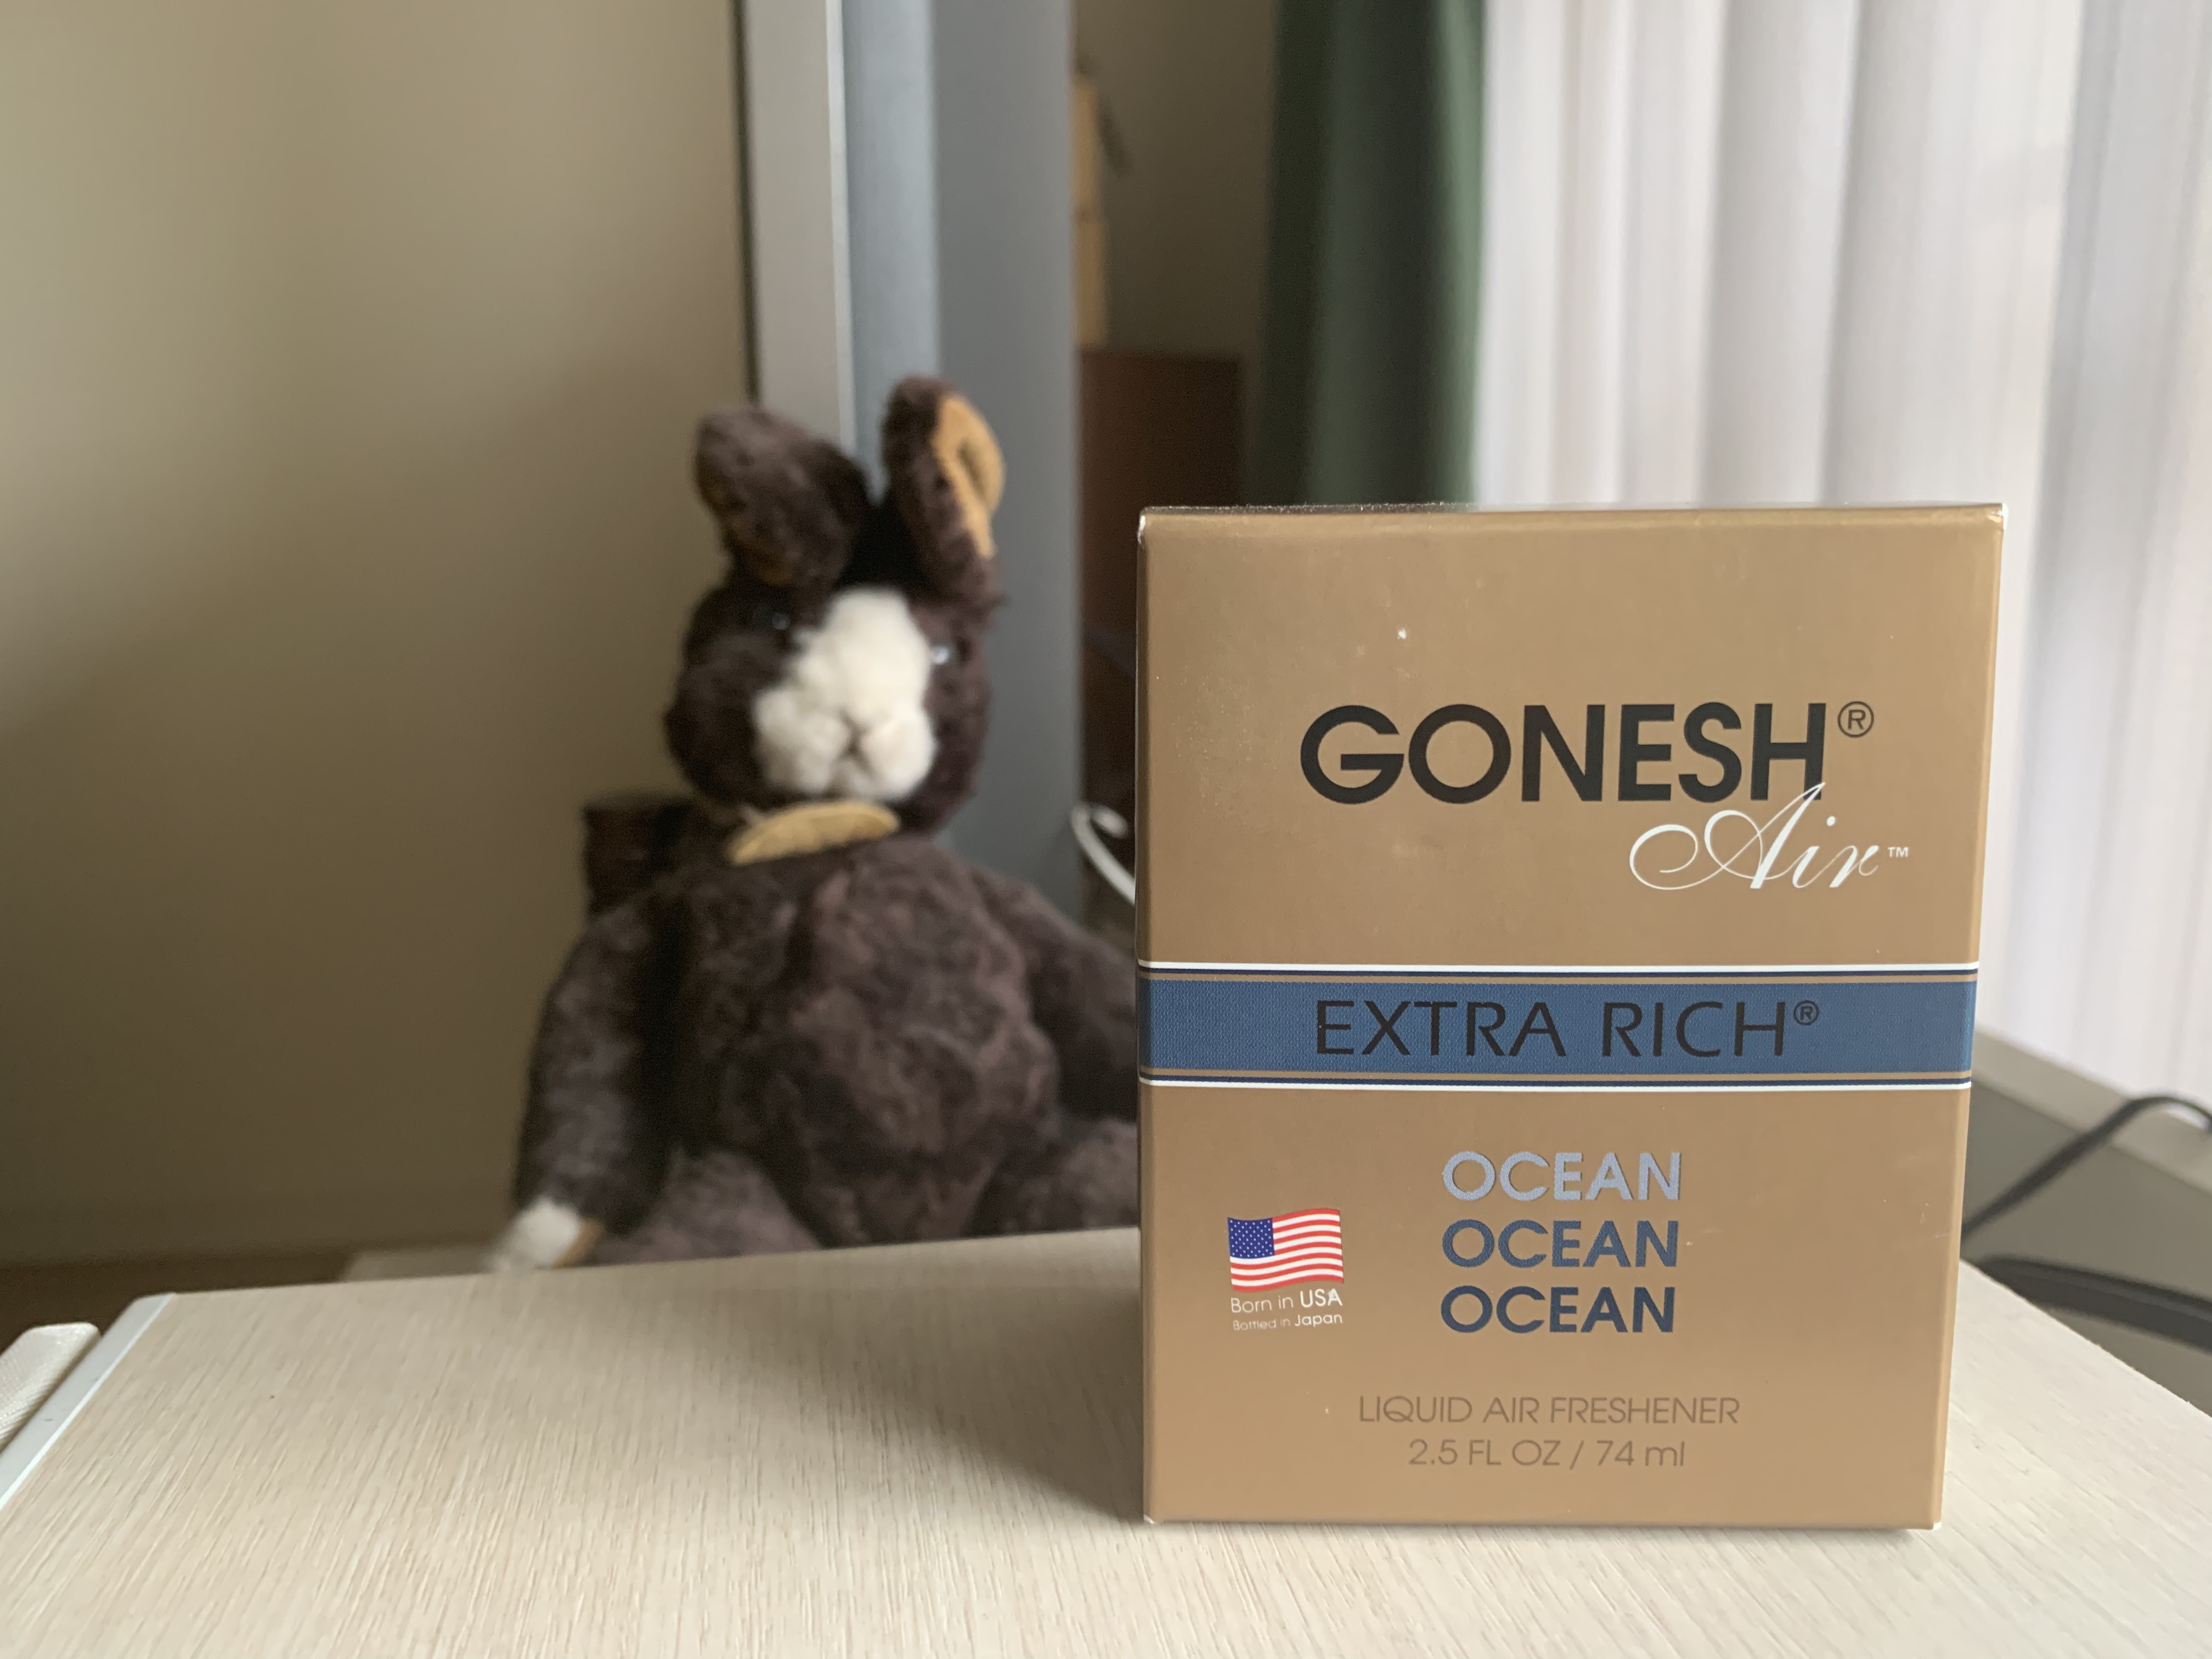 GONESH®
Air™
EXTRA RICH®
OCEAN
OCEAN
OCEAN
Born in USA
Bottled in Japan
LIQUID AIR FRESHENER
2.5 FL OZ / 74 ml